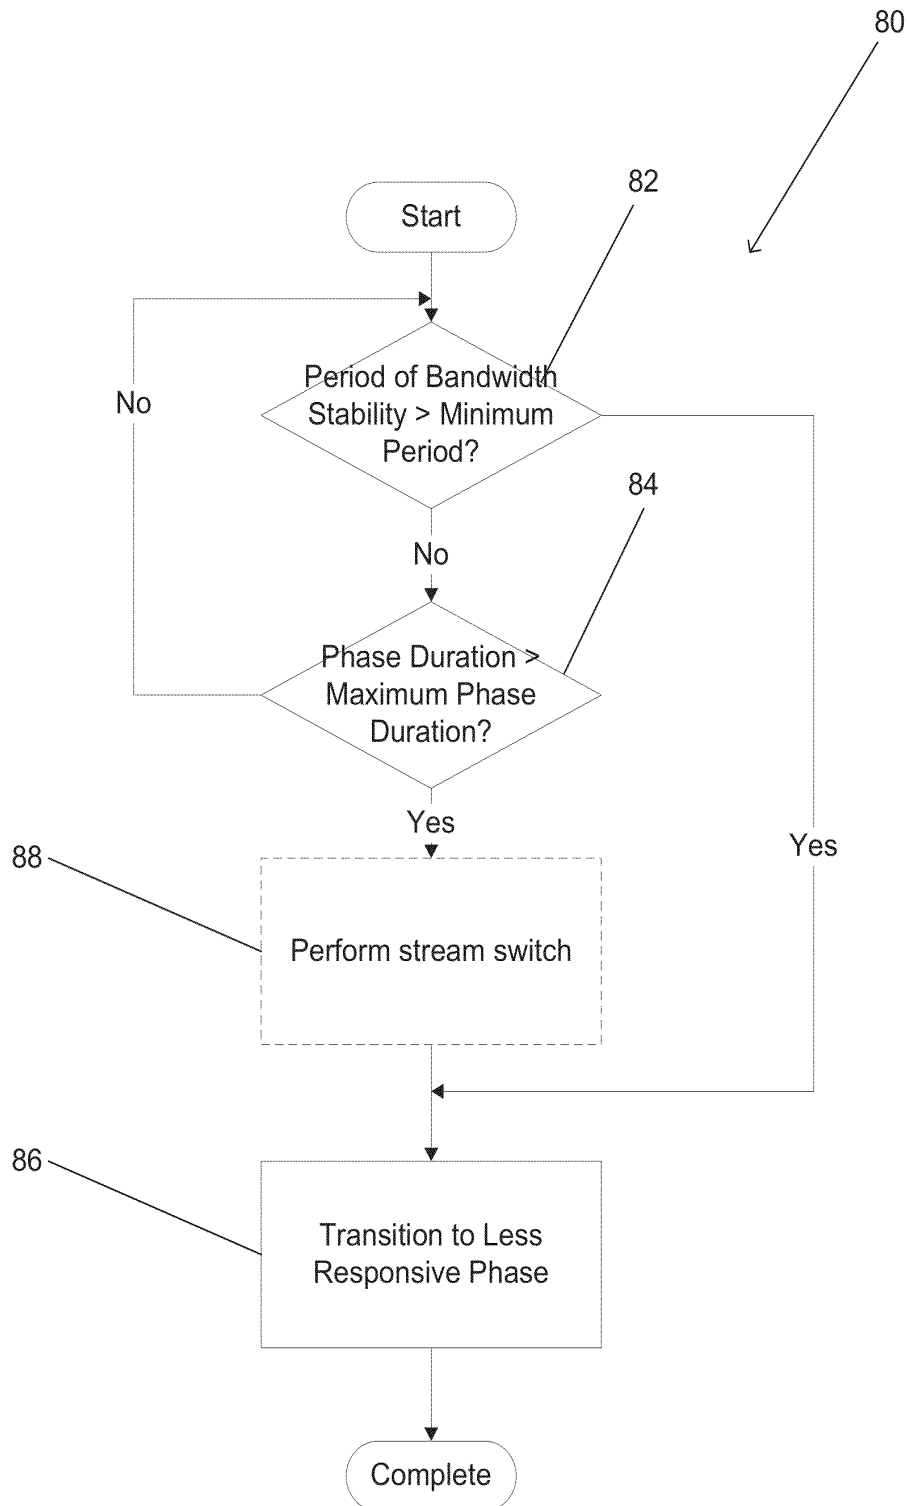 80
82
Start
Period of Bandwidth
Stability > Minimum
Period?
No
84
No
Phase Duration >
Maximum Phase
Duration?
Yes
Yes
88
Perform stream switch
86
Transition to Less
Responsive Phase
Complete